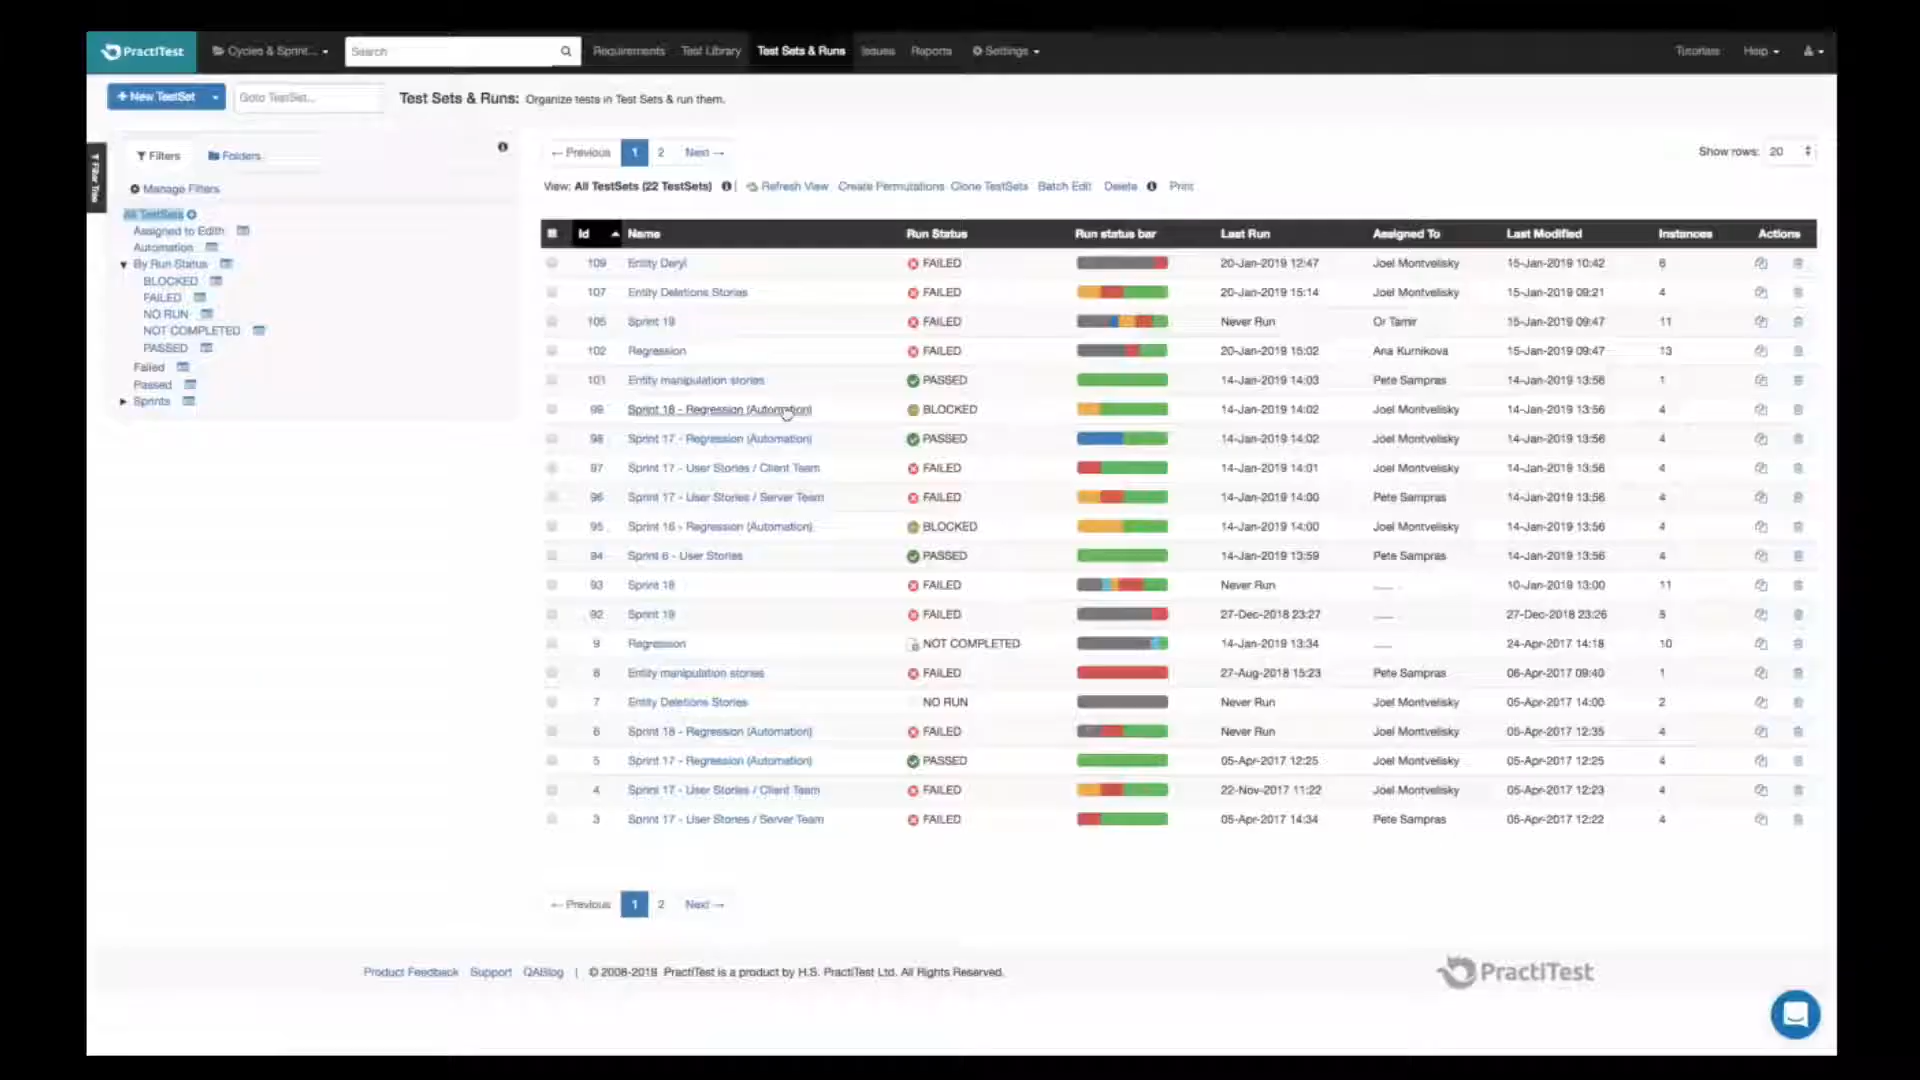 PractiTest Cycles & Sprint... Search Requirements Test Library Test Sets & Runs Issues Reports Settings Tutorials Help
+ New TestSet Goto TestSet... Test Sets & Runs: Organize tests in Test Sets & run them.
Filter Tree
Filters Folders
Manage Filters
All TestSets
Assigned to Edith
Automation
By Run Status
BLOCKED
FAILED
NO RUN
NOT COMPLETED
PASSED
Failed
Passed
Sprints
← Previous 1 2 Next → Show rows: 20
View: All TestSets (22 TestSets) | Refresh View Create Permutations Clone TestSets Batch Edit Delete Print
Id Name Run Status Run status bar Last Run Assigned To Last Modified Instances Actions
109 Entity Deryl FAILED 20-Jan-2019 12:47 Joel Montvelisky 15-Jan-2019 10:42 6
107 Entity Deletions Stories FAILED 20-Jan-2019 15:14 Joel Montvelisky 15-Jan-2019 09:21 4
105 Sprint 19 FAILED Never Run Or Tamir 15-Jan-2019 09:47 11
102 Regression FAILED 20-Jan-2019 15:02 Ana Kurnikova 15-Jan-2019 09:47 13
101 Entity manipulation stories PASSED 14-Jan-2019 14:03 Pete Sampras 14-Jan-2019 13:56 1
99 Sprint 18 - Regression (Automation) BLOCKED 14-Jan-2019 14:02 Joel Montvelisky 14-Jan-2019 13:56 4
98 Sprint 17 - Regression (Automation) PASSED 14-Jan-2019 14:02 Joel Montvelisky 14-Jan-2019 13:56 4
97 Sprint 17 - User Stories / Client Team FAILED 14-Jan-2019 14:01 Joel Montvelisky 14-Jan-2019 13:56 4
96 Sprint 17 - User Stories / Server Team FAILED 14-Jan-2019 14:00 Pete Sampras 14-Jan-2019 13:56 4
95 Sprint 16 - Regression (Automation) BLOCKED 14-Jan-2019 14:00 Joel Montvelisky 14-Jan-2019 13:56 4
94 Sprint 6 - User Stories PASSED 14-Jan-2019 13:59 Pete Sampras 14-Jan-2019 13:56 4
93 Sprint 18 FAILED Never Run ___ 10-Jan-2019 13:00 11
92 Sprint 19 FAILED 27-Dec-2018 23:27 ___ 27-Dec-2018 23:26 5
9 Regression NOT COMPLETED 14-Jan-2019 13:34 ___ 24-Apr-2017 14:18 10
8 Entity manipulation stories FAILED 27-Aug-2018 15:23 Pete Sampras 06-Apr-2017 09:40 1
7 Entity Deletions Stories NO RUN Never Run Joel Montvelisky 05-Apr-2017 14:00 2
6 Sprint 18 - Regression (Automation) FAILED Never Run Joel Montvelisky 05-Apr-2017 12:35 4
5 Sprint 17 - Regression (Automation) PASSED 05-Apr-2017 12:25 Joel Montvelisky 05-Apr-2017 12:25 4
4 Sprint 17 - User Stories / Client Team FAILED 22-Nov-2017 11:22 Joel Montvelisky 05-Apr-2017 12:23 4
3 Sprint 17 - User Stories / Server Team FAILED 05-Apr-2017 14:34 Pete Sampras 05-Apr-2017 12:22 4
← Previous 1 2 Next →
Product Feedback Support QABlog | © 2008-2019 PractiTest is a product by H.S. PractiTest Ltd. All Rights Reserved. PractiTest